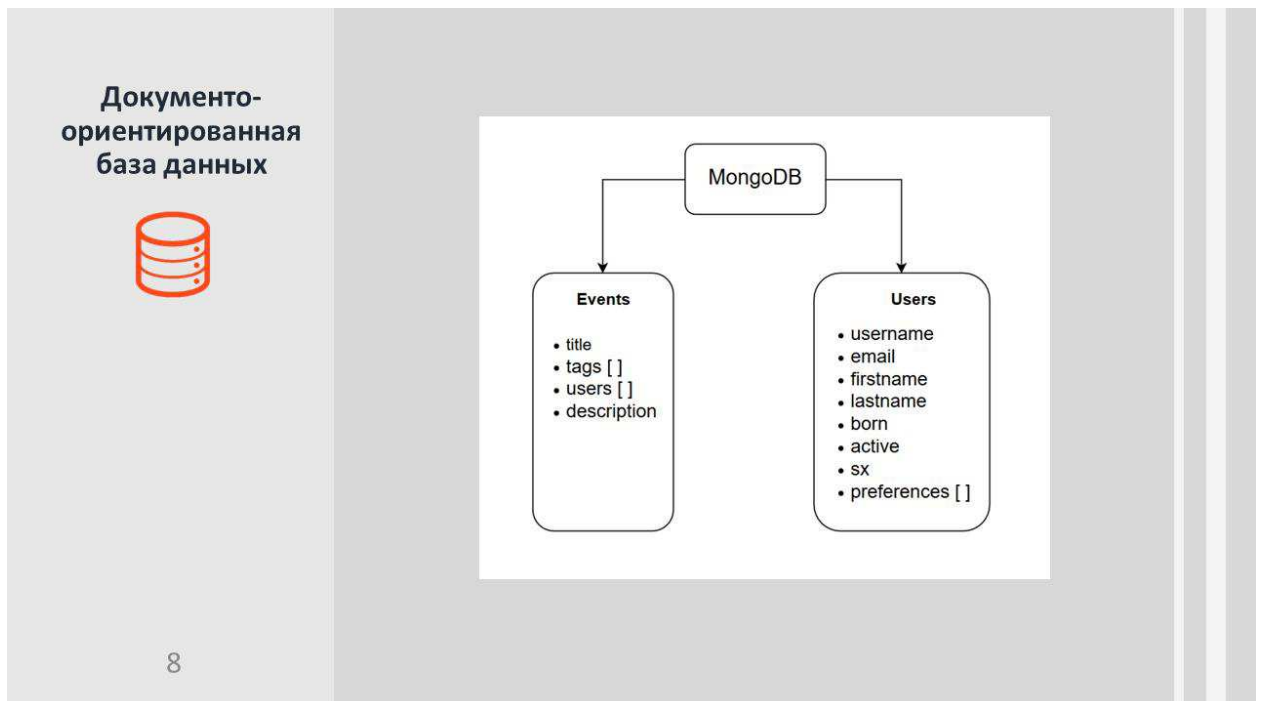 Документо-
ориентированная
база данных
8
MongoDB
Events
• title
• tags [ ]
• users [ ]
• description
Users
• username
• email
• firstname
• lastname
• born
• active
• sx
• preferences [ ]